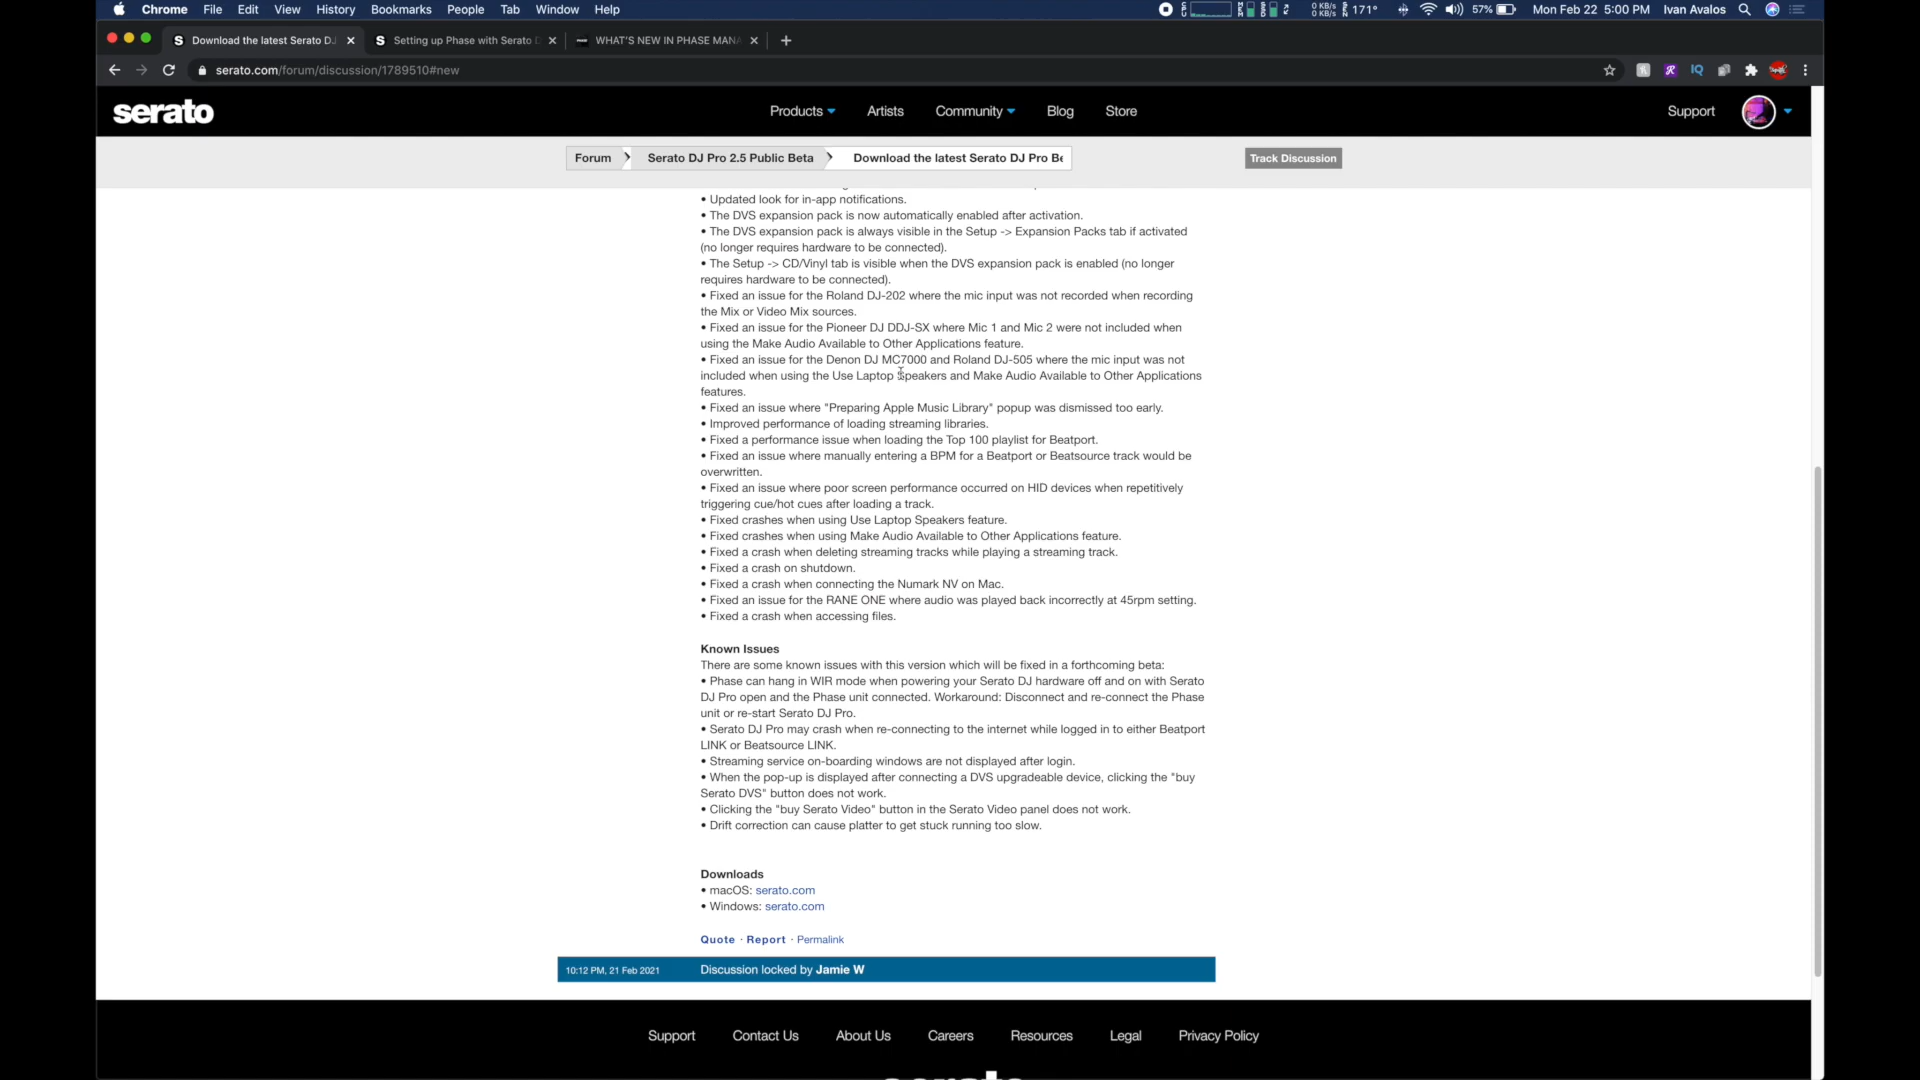 Chrome File Edit View History Bookmarks People Tab Window Help 0 KB/s 0 KB/s 171° 57% Mon Feb 22 5:00 PM Ivan Avalos
Download the latest Serato DJ Setting up Phase with Serato D WHAT'S NEW IN PHASE MAN
serato.com/forum/discussion/1789510#new
serato Products Artists Community Blog Store Support
Forum Serato DJ Pro 2.5 Public Beta Download the latest Serato DJ Pro Be Track Discussion
• Updated look for in-app notifications.
• The DVS expansion pack is now automatically enabled after activation.
• The DVS expansion pack is always visible in the Setup -> Expansion Packs tab if activated
(no longer requires hardware to be connected).
• The Setup -> CD/Vinyl tab is visible when the DVS expansion pack is enabled (no longer
requires hardware to be connected).
• Fixed an issue for the Roland DJ-202 where the mic input was not recorded when recording
the Mix or Video Mix sources.
• Fixed an issue for the Pioneer DJ DDJ-SX where Mic 1 and Mic 2 were not included when
using the Make Audio Available to Other Applications feature.
• Fixed an issue for the Denon DJ MC7000 and Roland DJ-505 where the mic input was not
included when using the Use Laptop Speakers and Make Audio Available to Other Applications
features.
• Fixed an issue where "Preparing Apple Music Library" popup was dismissed too early.
• Improved performance of loading streaming libraries.
• Fixed a performance issue when loading the Top 100 playlist for Beatport.
• Fixed an issue where manually entering a BPM for a Beatport or Beatsource track would be
overwritten.
• Fixed an issue where poor screen performance occurred on HID devices when repetitively
triggering cue/hot cues after loading a track.
• Fixed crashes when using Use Laptop Speakers feature.
• Fixed crashes when using Make Audio Available to Other Applications feature.
• Fixed a crash when deleting streaming tracks while playing a streaming track.
• Fixed a crash on shutdown.
• Fixed a crash when connecting the Numark NV on Mac.
• Fixed an issue for the RANE ONE where audio was played back incorrectly at 45rpm setting.
• Fixed a crash when accessing files.
Known Issues
There are some known issues with this version which will be fixed in a forthcoming beta:
• Phase can hang in WIR mode when powering your Serato DJ hardware off and on with Serato
DJ Pro open and the Phase unit connected. Workaround: Disconnect and re-connect the Phase
unit or re-start Serato DJ Pro.
• Serato DJ Pro may crash when re-connecting to the internet while logged in to either Beatport
LINK or Beatsource LINK.
• Streaming service on-boarding windows are not displayed after login.
• When the pop-up is displayed after connecting a DVS upgradeable device, clicking the "buy
Serato DVS" button does not work.
• Clicking the "buy Serato Video" button in the Serato Video panel does not work.
• Drift correction can cause platter to get stuck running too slow.
Downloads
• macOS: serato.com
• Windows: serato.com
Quote · Report · Permalink
10:12 PM, 21 Feb 2021 Discussion locked by Jamie W
Support Contact Us About Us Careers Resources Legal Privacy Policy